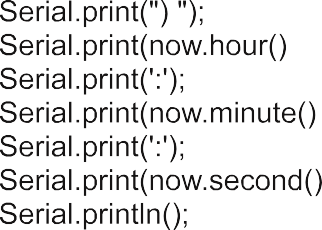 Serial.print(") ");
Serial.print(now.hour()
Serial.print(':');
Serial.print(now.minute()
Serial.print(':');
Serial.print(now.second()
Serial.println();